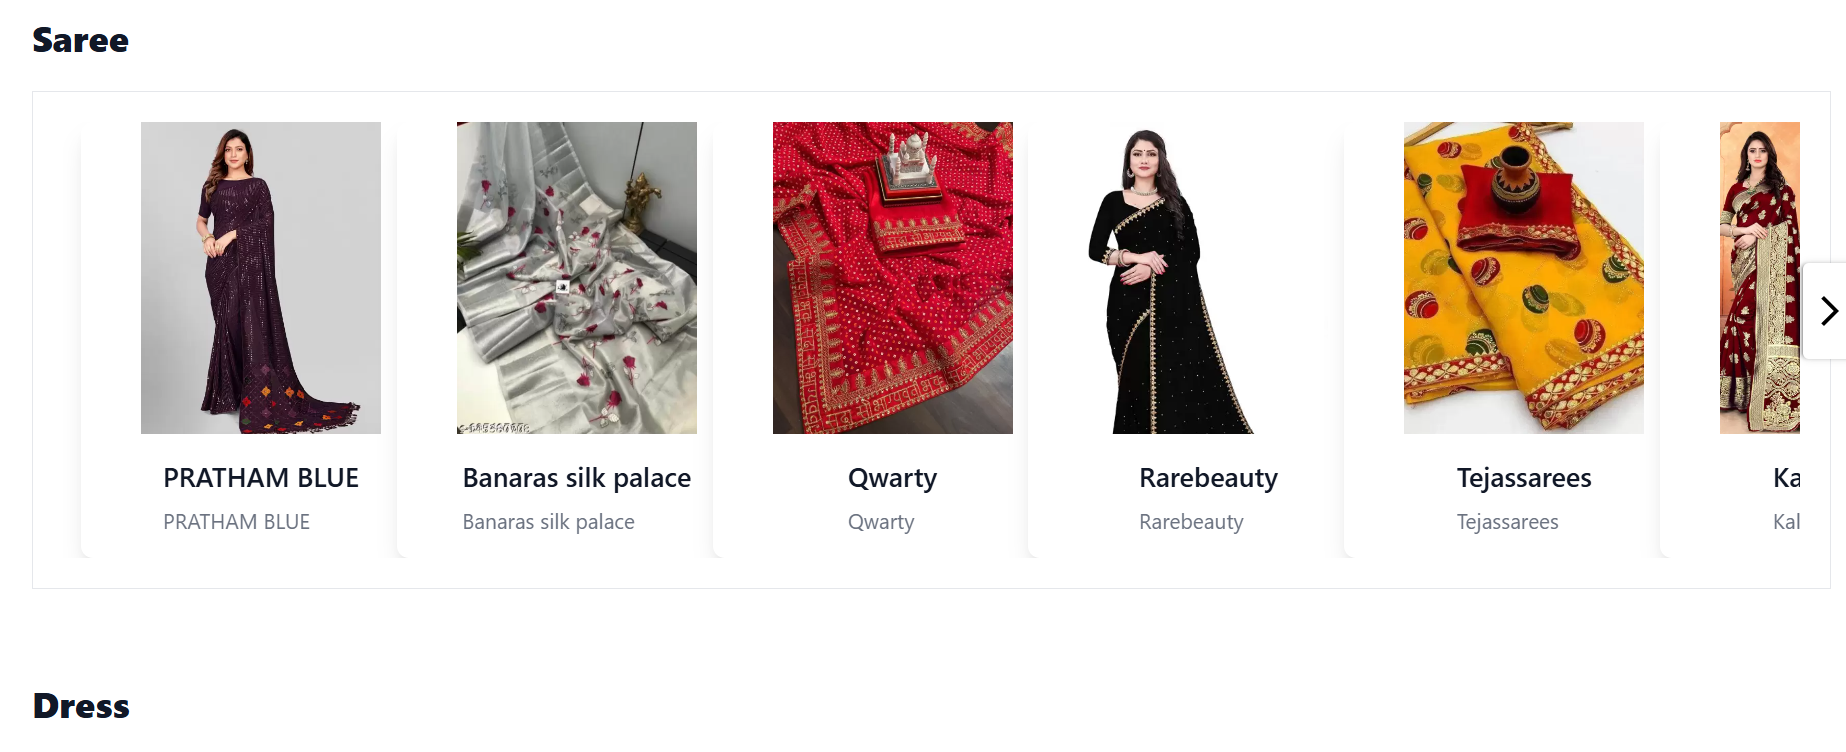 Saree
PRATHAM BLUE
PRATHAM BLUE
Banaras silk palace
Banaras silk palace
Qwarty
Qwarty
Rarebeauty
Rarebeauty
Tejassarees
Tejassarees
Ka
Kal
Dress